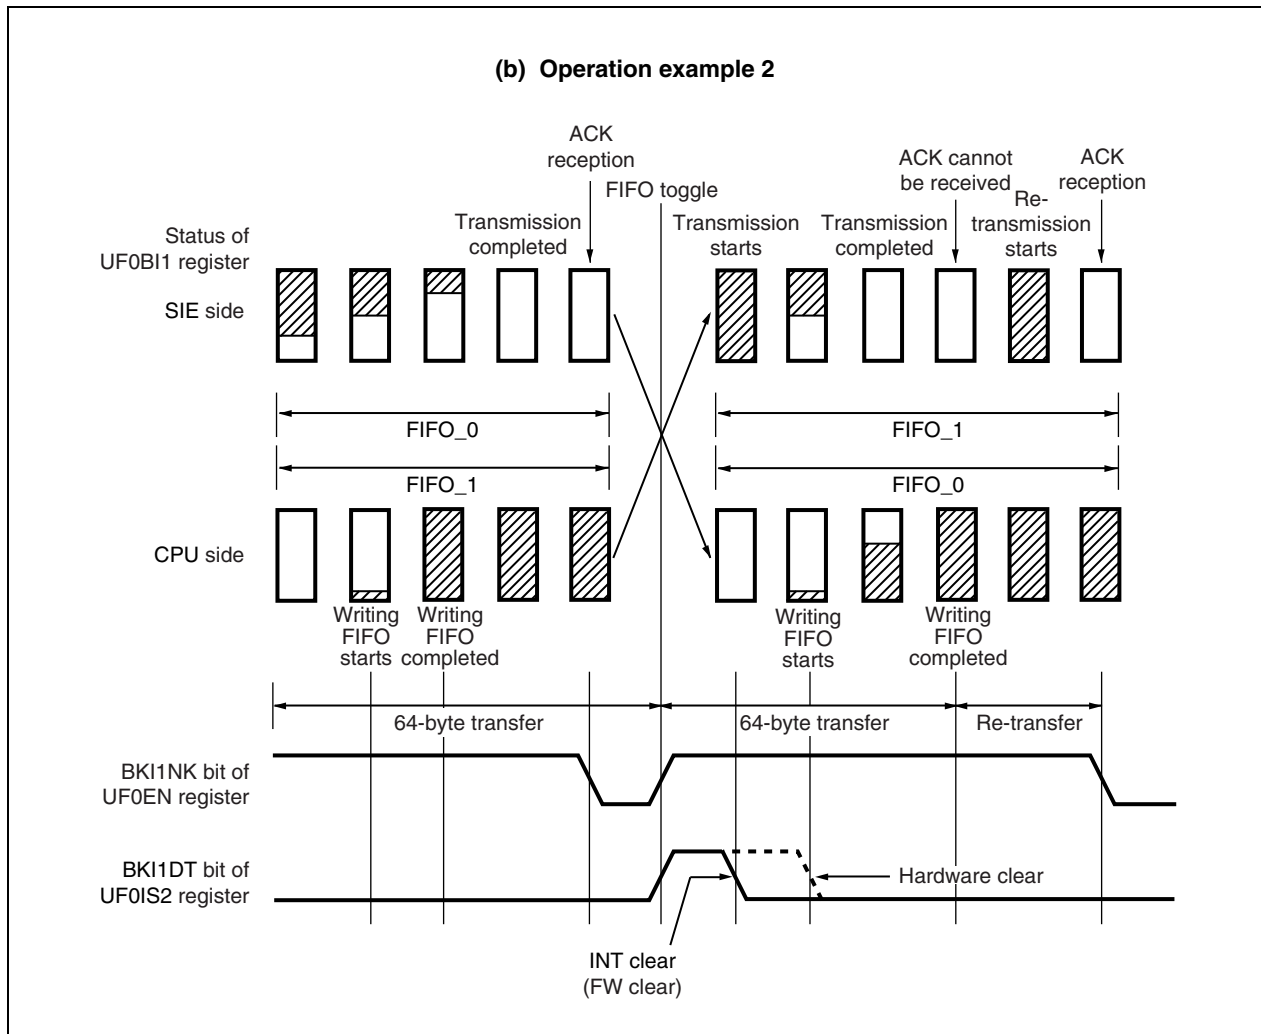 (b) Operation example 2
ACK
reception
FIFO toggle
ACK cannot
be received
ACK
reception
Status of
UF0BI1 register
Transmission
completed
Transmission
starts
Transmission
completed
Re-
transmission
starts
SIE side
FIFO_0
FIFO_1
FIFO_1
FIFO_0
CPU side
Writing
FIFO
starts
Writing
FIFO
completed
Writing
FIFO
starts
Writing
FIFO
completed
64-byte transfer
64-byte transfer
Re-transfer
BKI1NK bit of
UF0EN register
BKI1DT bit of
UF0IS2 register
Hardware clear
INT clear
(FW clear)